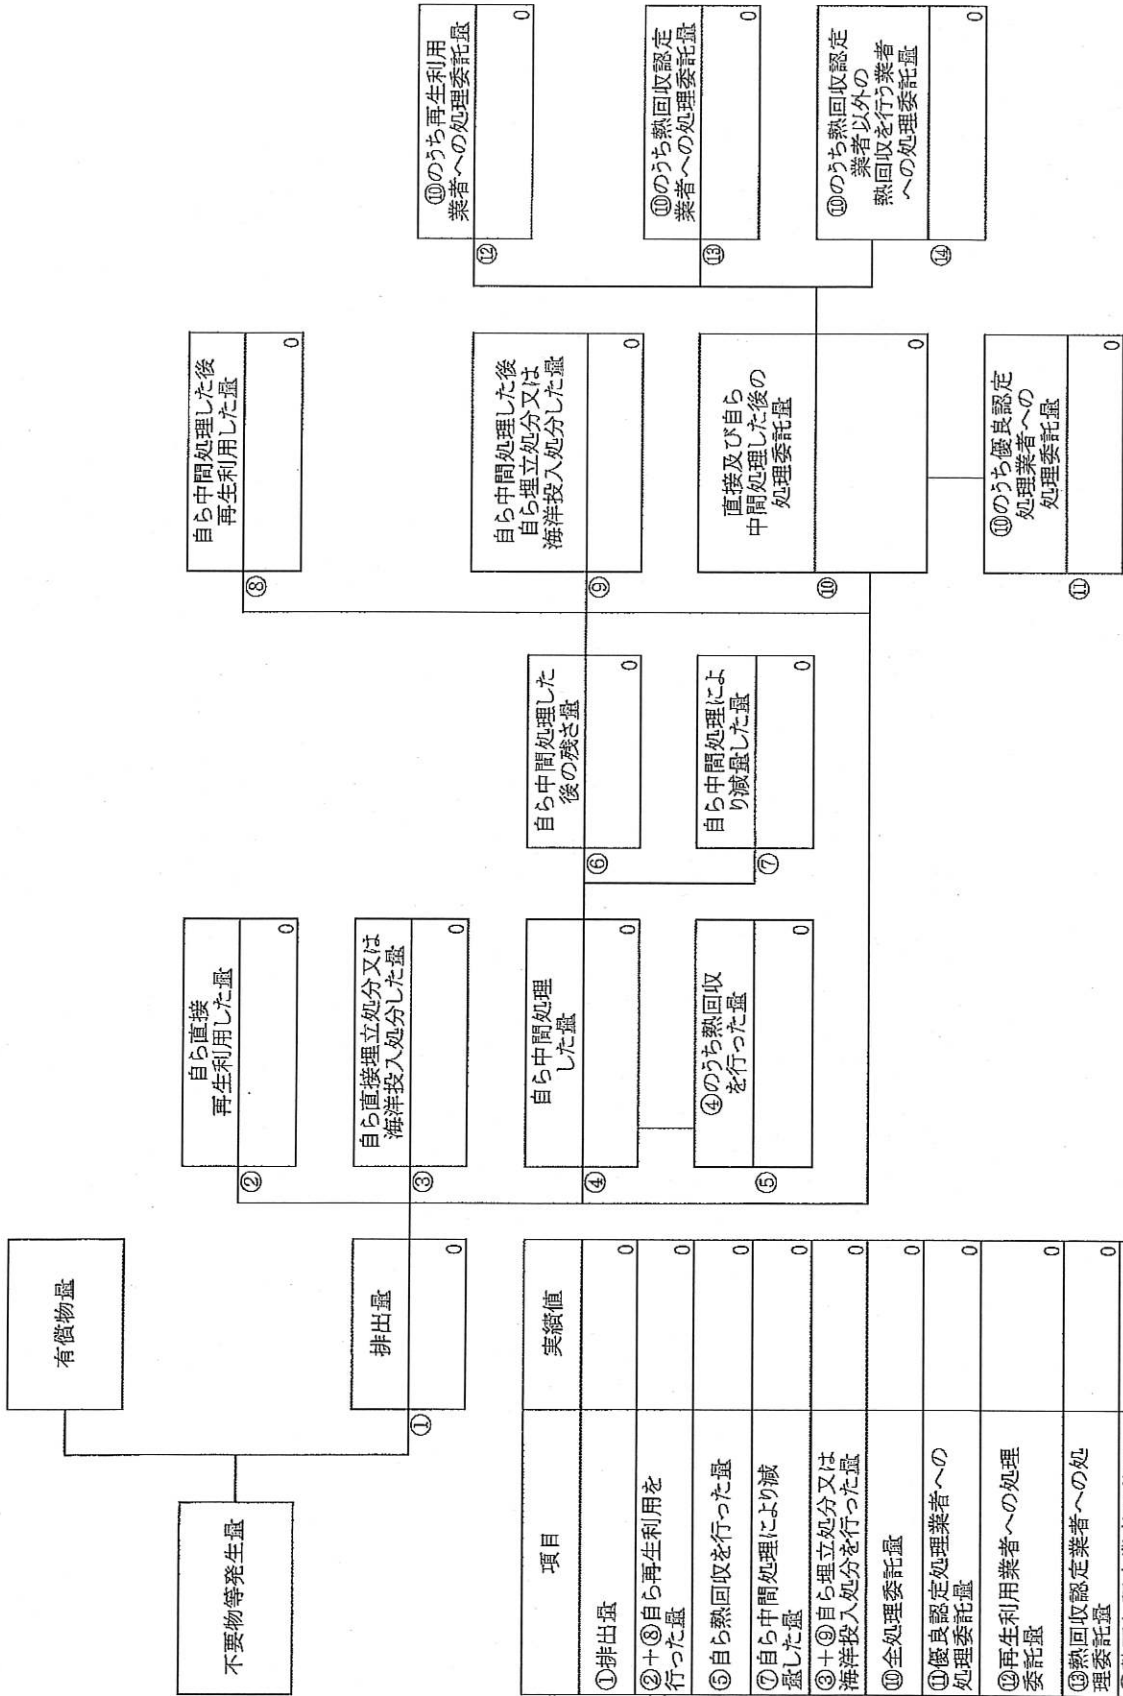 不要物等発生量
有償物量
排出量
①
0
自ら直接
再生利用した量
②
0
自ら直接埋立処分又は
海洋投入処分した量
③
0
自ら中間処理
した量
④
0
④のうち熱回収
を行った量
⑤
0
自ら中間処理した
後の残さ量
⑥
0
自ら中間処理によ
り減量した量
⑦
0
自ら中間処理した後
再生利用した量
⑧
0
自ら中間処理した後
自ら埋立処分又は
海洋投入処分した量
⑨
0
直接及び自ら
中間処理した後の
処理委託量
⑩
0
⑩のうち優良認定
処理業者への
処理委託量
⑪
⑩のうち再生利用
業者への処理委託量
⑫
0
⑩のうち熱回収認定
業者への処理委託量
⑬
0
⑩のうち熱回収認定
業者以外の
熱回収を行う業者
への処理委託量
⑭
0
項目
実績値
①排出量
0
②+⑧自ら再生利用を
行った量
0
⑤自ら熱回収を行った量
0
⑦自ら中間処理により減
量した量
0
③+⑨自ら埋立処分又は
海洋投入処分を行った量
0
⑩全処理委託量
0
⑪優良認定処理業者への
処理委託量
0
⑫再生利用業者への処理
委託量
0
⑬熱回収認定業者への処
理委託量
0